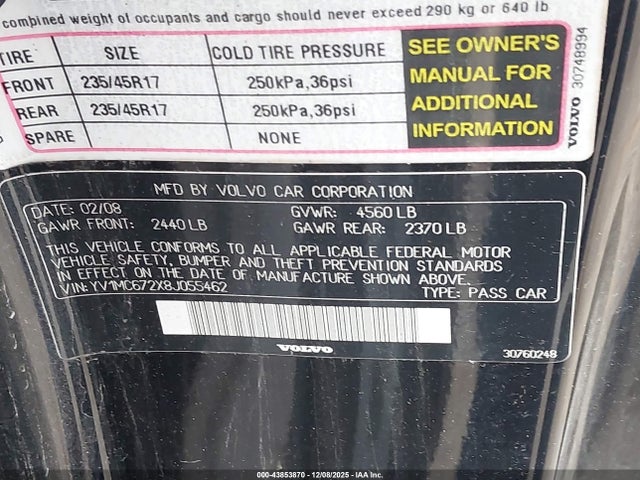 combined weight of occupants and cargo should never exceed 290 kg or 640 lb
TIRE SIZE COLD TIRE PRESSURE
FRONT 235/45R17 250kPa,36psi
REAR 235/45R17 250kPa,36psi
SPARE NONE
SEE OWNER'S
MANUAL FOR
ADDITIONAL
INFORMATION
VOLVO 30748994
MFD BY VOLVO CAR CORPORATION
DATE: 02/08 GVWR: 4560 LB
GAWR FRONT: 2440 LB GAWR REAR: 2370 LB
THIS VEHICLE CONFORMS TO ALL APPLICABLE FEDERAL MOTOR
VEHICLE SAFETY, BUMPER AND THEFT PREVENTION STANDARDS
IN EFFECT ON THE DATE OF MANUFACTURE SHOWN ABOVE.
VIN: YV1MC672X8J055462 TYPE: PASS CAR
VOLVO 30760248
000-43853870 • 12/08/2025 • IAAI.com